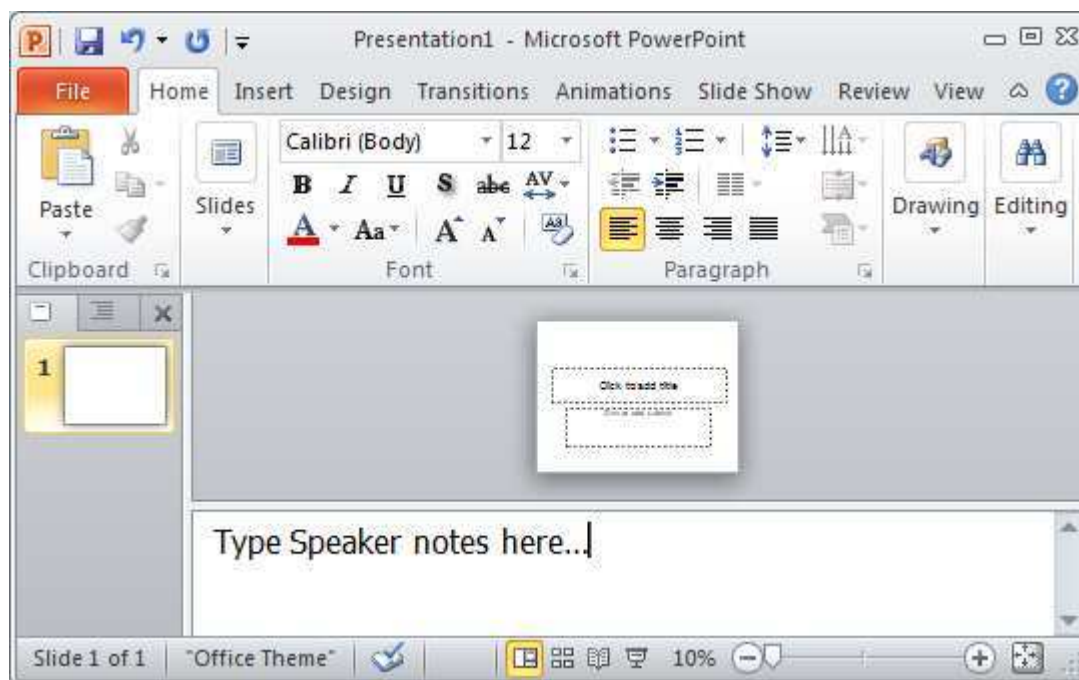 Presentation1 - Microsoft PowerPoint
File Home Insert Design Transitions Animations Slide Show Review View
Calibri (Body) 12
B I U S abc AV
A Aa A A Aa
Paste Slides Drawing Editing
Clipboard Font Paragraph
1
Click to add title
Type Speaker notes here...
Slide 1 of 1 "Office Theme" 10%